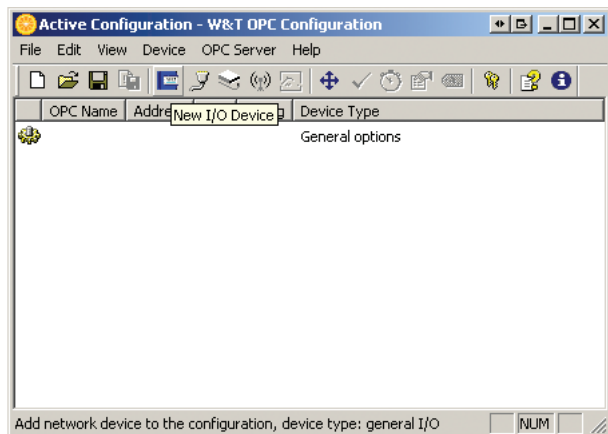 Active Configuration - W&T OPC Configuration
File Edit View Device OPC Server Help
OPC Name Addre g Device Type
New I/O Device
General options
Add network device to the configuration, device type: general I/O NUM